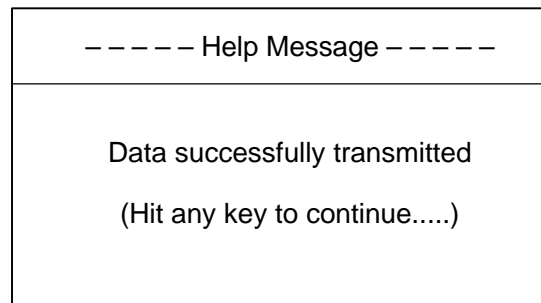 – – – – – Help Message – – – – –
Data successfully transmitted
(Hit any key to continue.....)